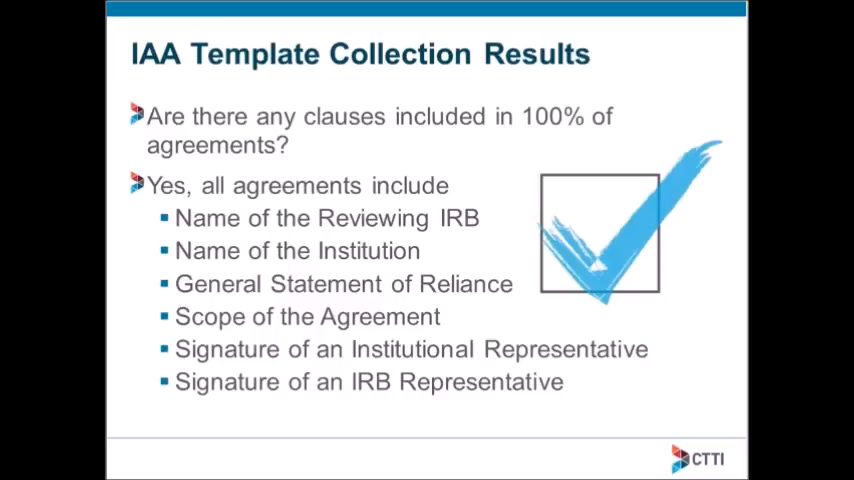 IAA Template Collection Results
Are there any clauses included in 100% of
agreements?
Yes, all agreements include
Name of the Reviewing IRB
Name of the Institution
General Statement of Reliance
Scope of the Agreement
Signature of an Institutional Representative
Signature of an IRB Representative
CTTI